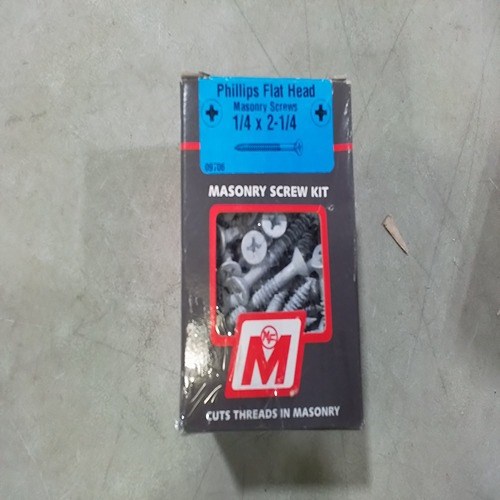 Phillips Flat Head
Masonry Screws
1/4 x 2-1/4
MASONRY SCREW KIT
M
CUTS THREADS IN MASONRY